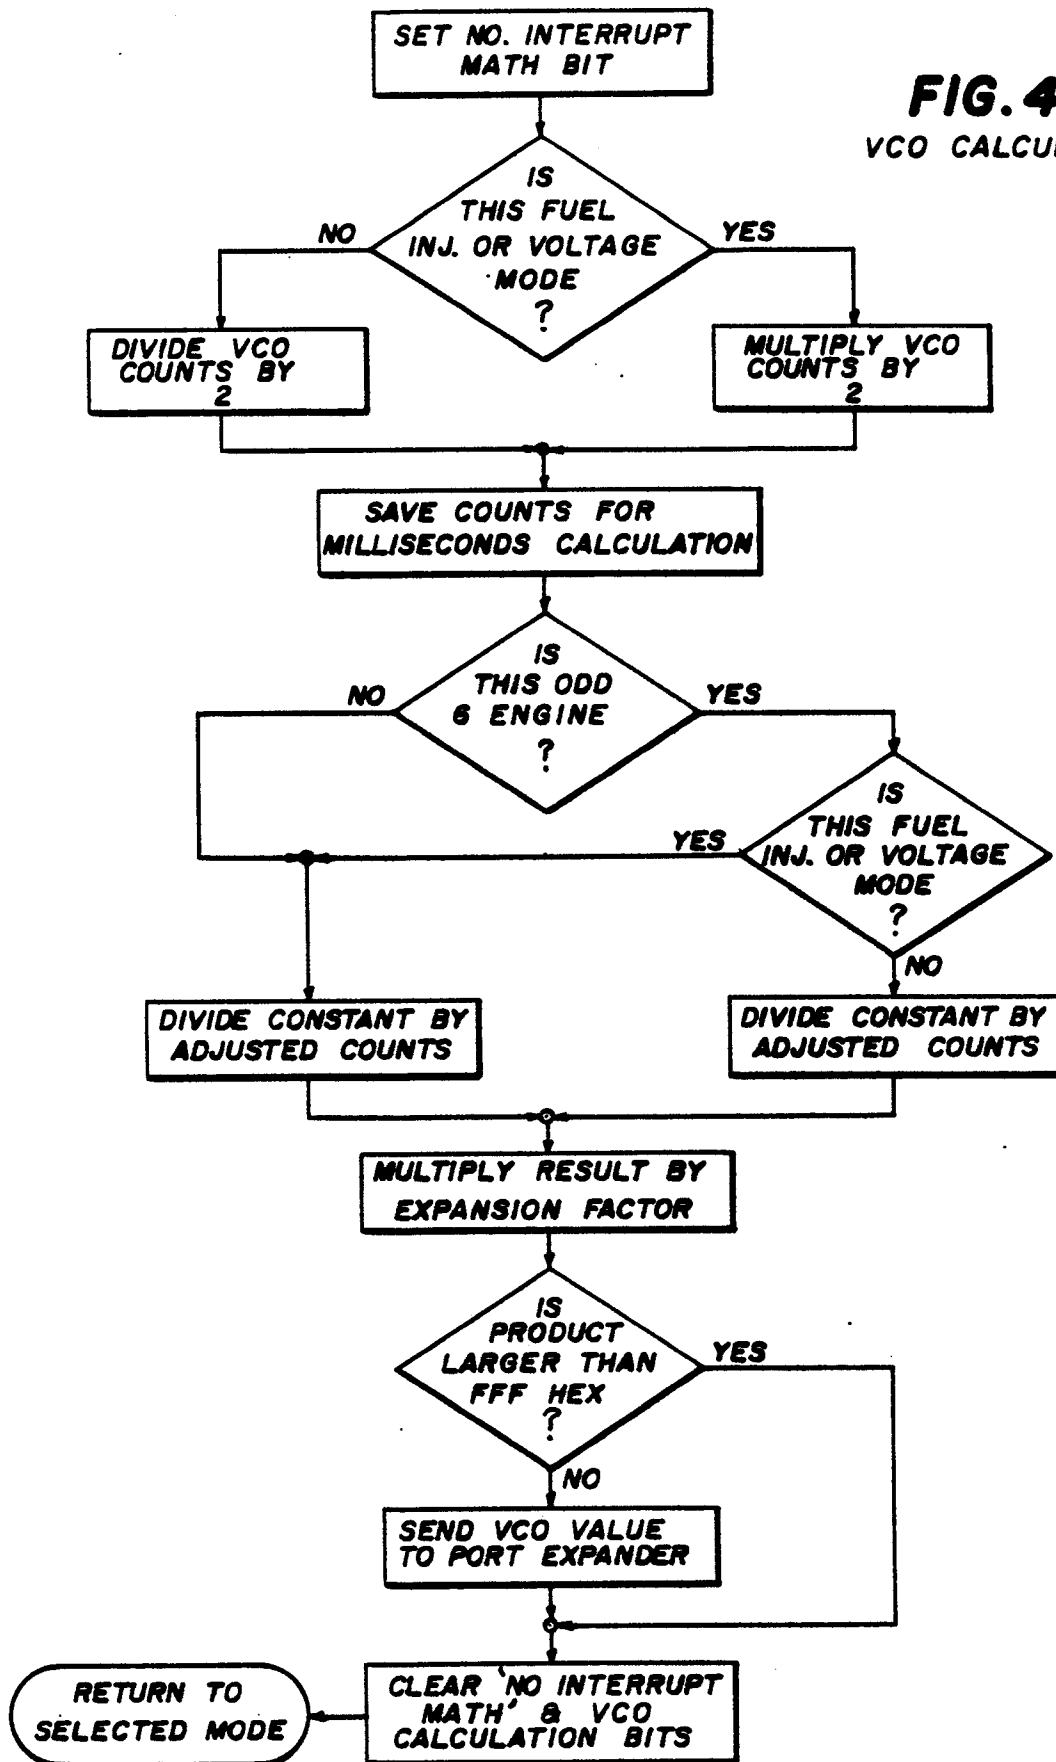 SET NO. INTERRUPT
MATH BIT
FIG. 4
VCO
IS
THIS FUEL
INJ. OR VOLTAGE
MODE
?
NO
YES
DIVIDE VCO
COUNTS BY
2
MULTIPLY VCO
COUNTS BY
2
SAVE COUNTS FOR
MILLISECONDS CALCULATION
IS
THIS ODD
6 ENGINE
?
NO
YES
IS
THIS FUEL
INJ. OR VOLTAGE
MODE
?
YES
NO
DIVIDE CONSTANT BY
ADJUSTED COUNTS
DIVIDE CONSTANT BY
ADJUSTED COUNTS
MULTIPLY RESULT BY
EXPANSION FACTOR
IS
PRODUCT
LARGER THAN
FFF HEX
?
YES
NO
SEND VCO VALUE
TO PORT EXPANDER
CLEAR 'NO INTERRUPT
MATH' & VCO
CALCULATION BITS
RETURN TO
SELECTED MODE